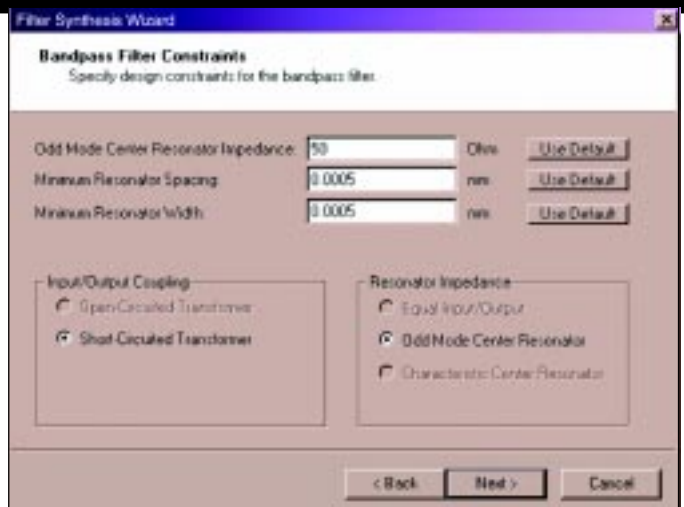 Filter Synthesis Wizard
Bandpass Filter Constraints
Specify design constraints for the bandpass filter.
Odd Mode Center Resonator Impedance: 50 Ohm Use Default
Minimum Resonator Spacing: 0.0005 mm Use Default
Minimum Resonator Width: 0.0005 mm Use Default
Input/Output Coupling
Open-Circuited Transformer
Short-Circuited Transformer
Resonator Impedance
Equal Input/Output
Odd Mode Center Resonator
Characteristic Center Resonator
< Back
Next >
Cancel